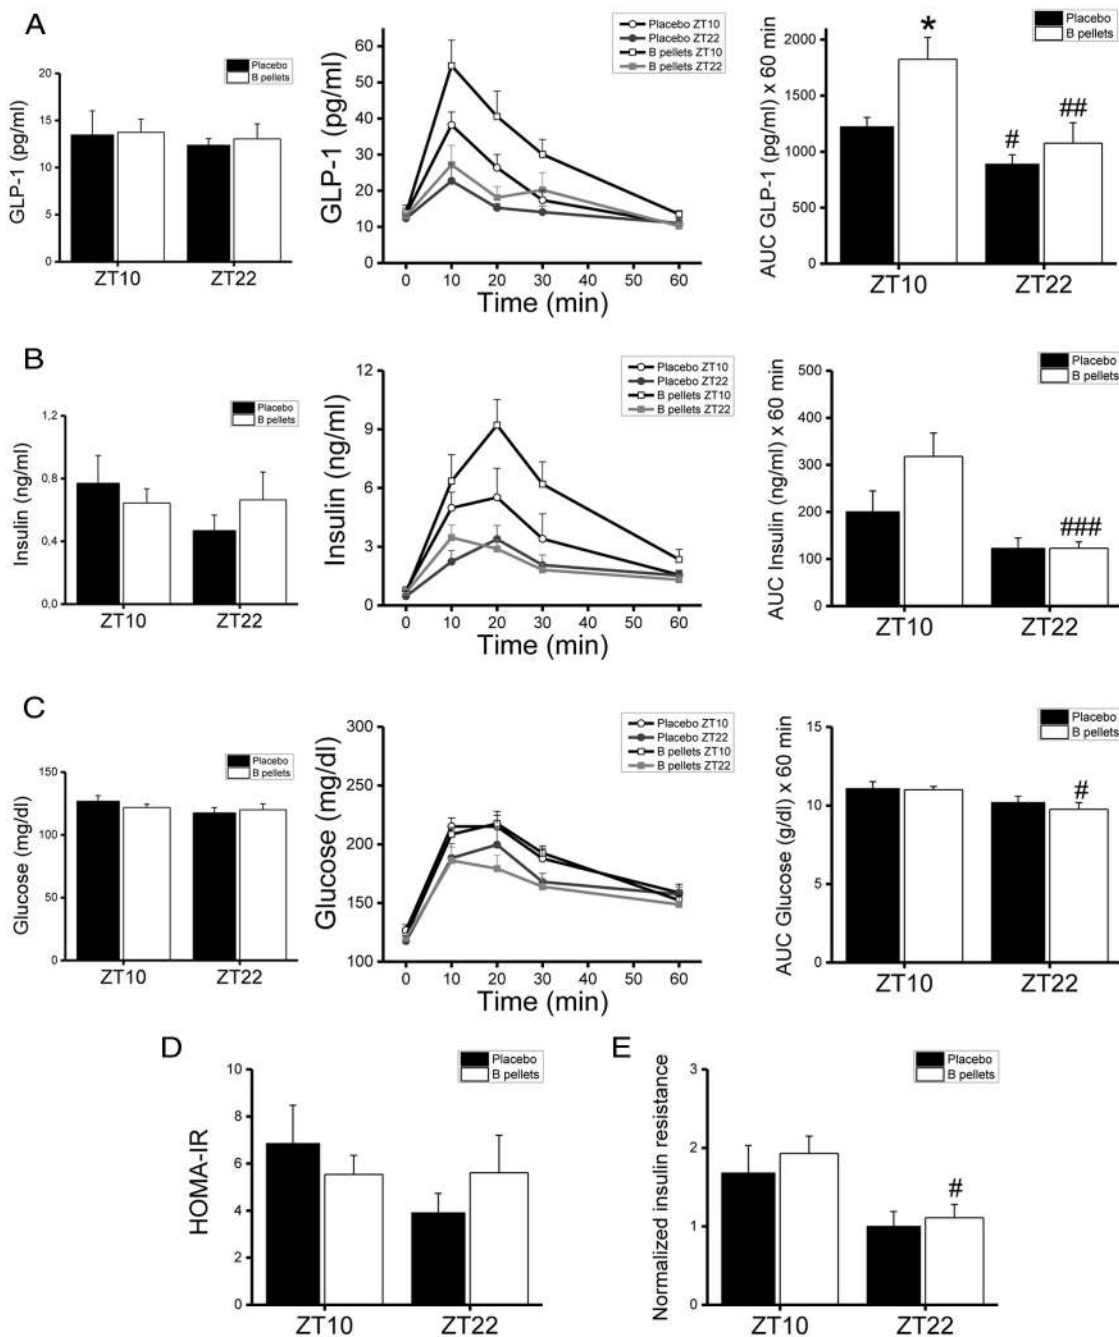 A
GLP-1 (pg/ml)
20
15
10
5
0
ZT10 ZT22
Placebo
B pellets
GLP-1 (pg/ml)
60
50
40
30
20
10
0
0 10 20 30 40 50 60
Time (min)
Placebo ZT10
Placebo ZT22
B pellets ZT10
B pellets ZT22
AUC GLP-1 (pg/ml) x 60 min
2000
1500
1000
500
0
ZT10 ZT22
Placebo
B pellets
*
#
##
B
Insulin (ng/ml)
1,2
0,8
0,4
0,0
ZT10 ZT22
Placebo
B pellets
Insulin (ng/ml)
12
9
6
3
0
0 10 20 30 40 50 60
Time (min)
Placebo ZT10
Placebo ZT22
B pellets ZT10
B pellets ZT22
AUC Insulin (ng/ml) x 60 min
500
400
300
200
100
0
ZT10 ZT22
Placebo
B pellets
###
C
Glucose (mg/dl)
150
100
50
0
ZT10 ZT22
Placebo
B pellets
Glucose (mg/dl)
300
250
200
150
100
0 10 20 30 40 50 60
Time (min)
Placebo ZT10
Placebo ZT22
B pellets ZT10
B pellets ZT22
AUC Glucose (g/dl) x 60 min
15
10
5
0
ZT10 ZT22
Placebo
B pellets
#
D
HOMA-IR
10
8
6
4
2
0
ZT10 ZT22
Placebo
B pellets
E
Normalized insulin resistance
3
2
1
0
ZT10 ZT22
Placebo
B pellets
#